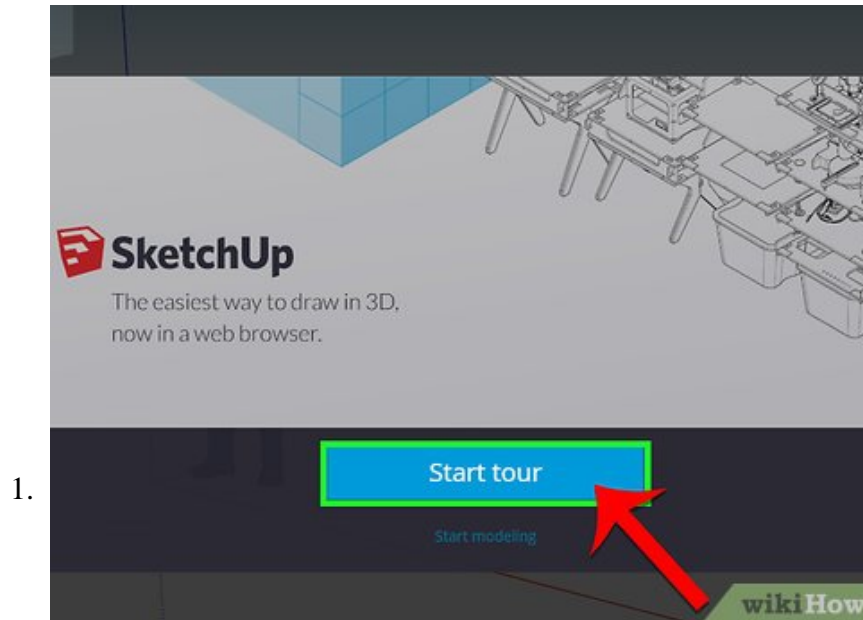 SketchUp
The easiest way to draw in 3D,
now in a web browser.
1.
Start tour
Start modeling
wikiHow